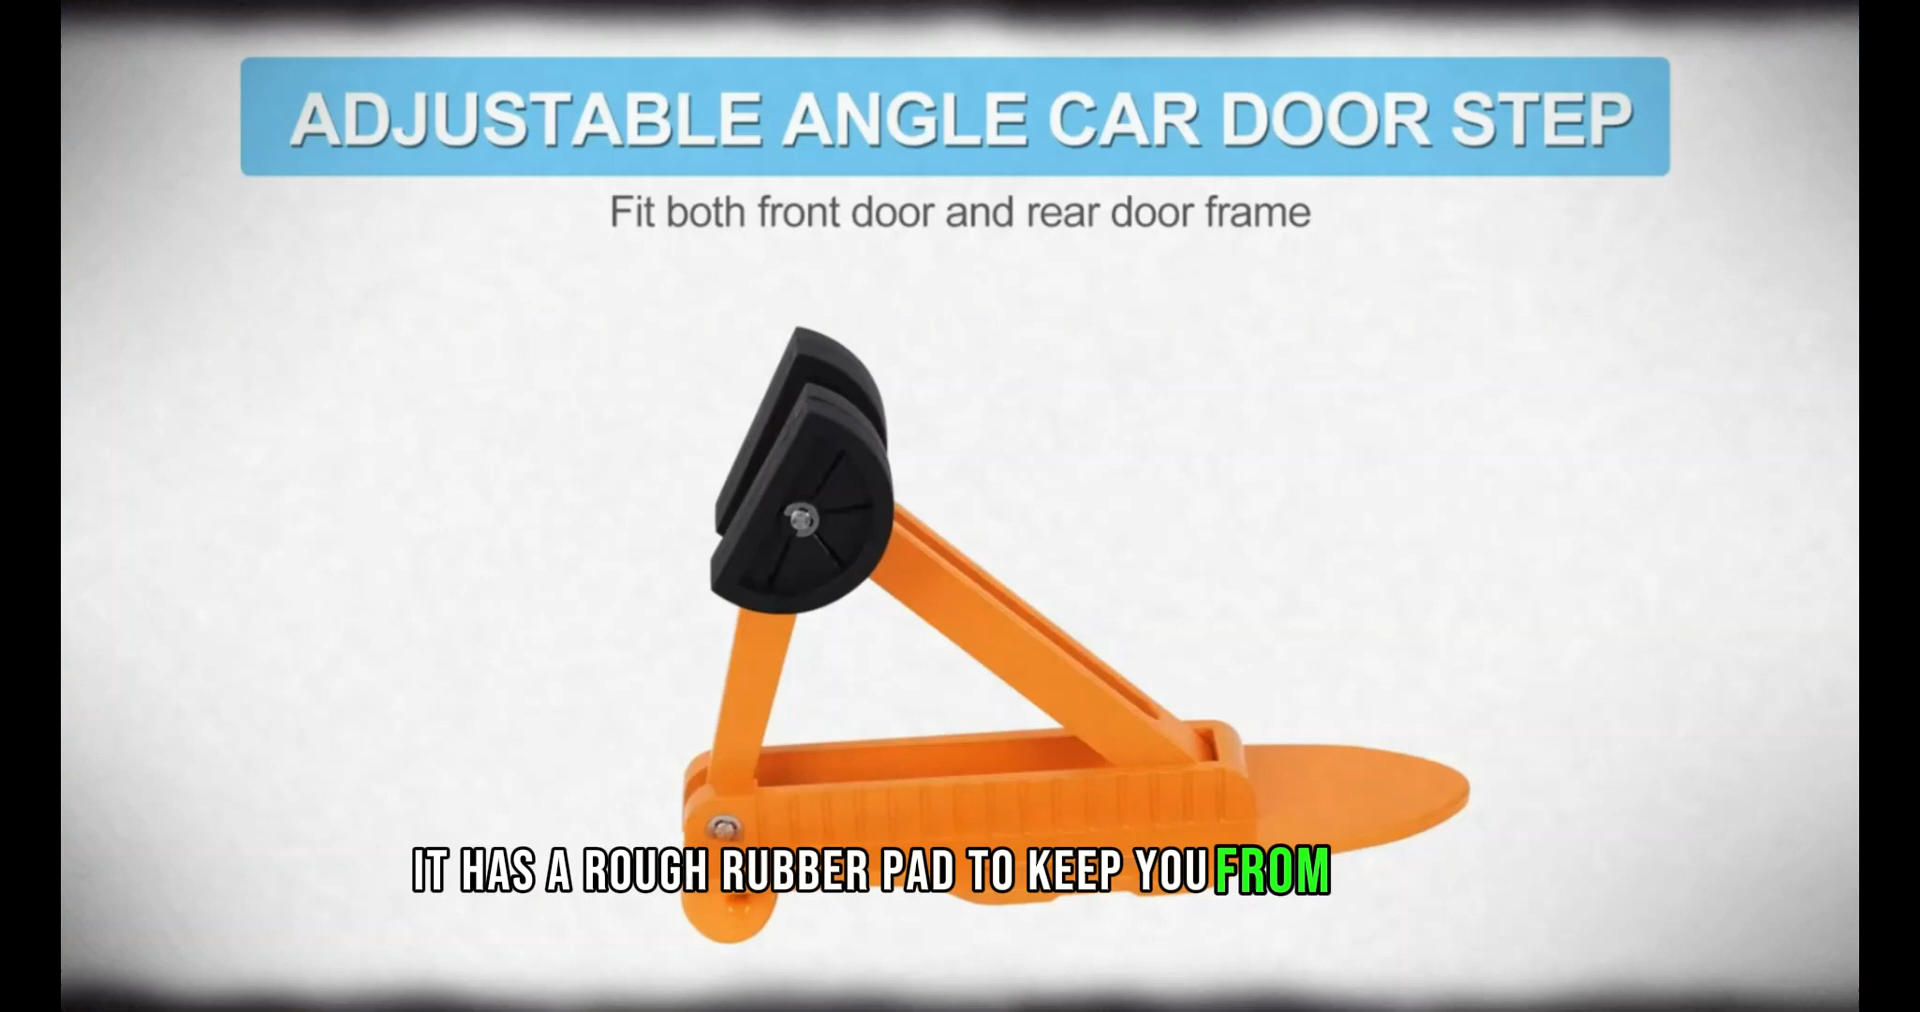 ADJUSTABLE ANGLE CAR DOOR STEP
Fit both front door and rear door frame
IT HAS A ROUGH RUBBER PAD TO KEEP YOU FROM